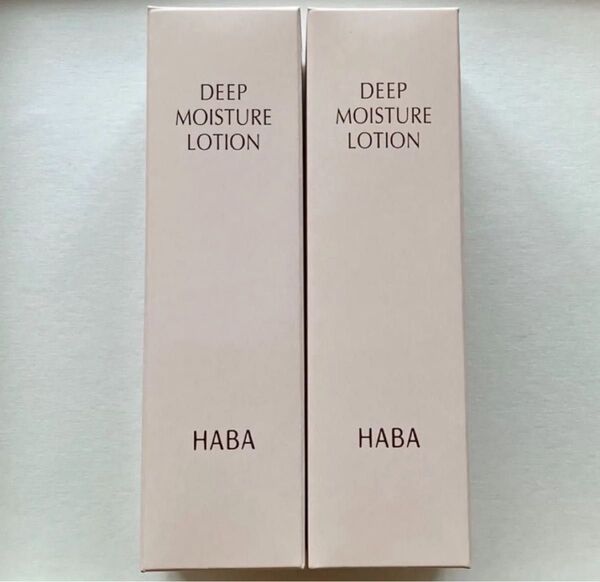 DEEP
MOISTURE
LOTION
HABA
DEEP
MOISTURE
LOTION
HABA